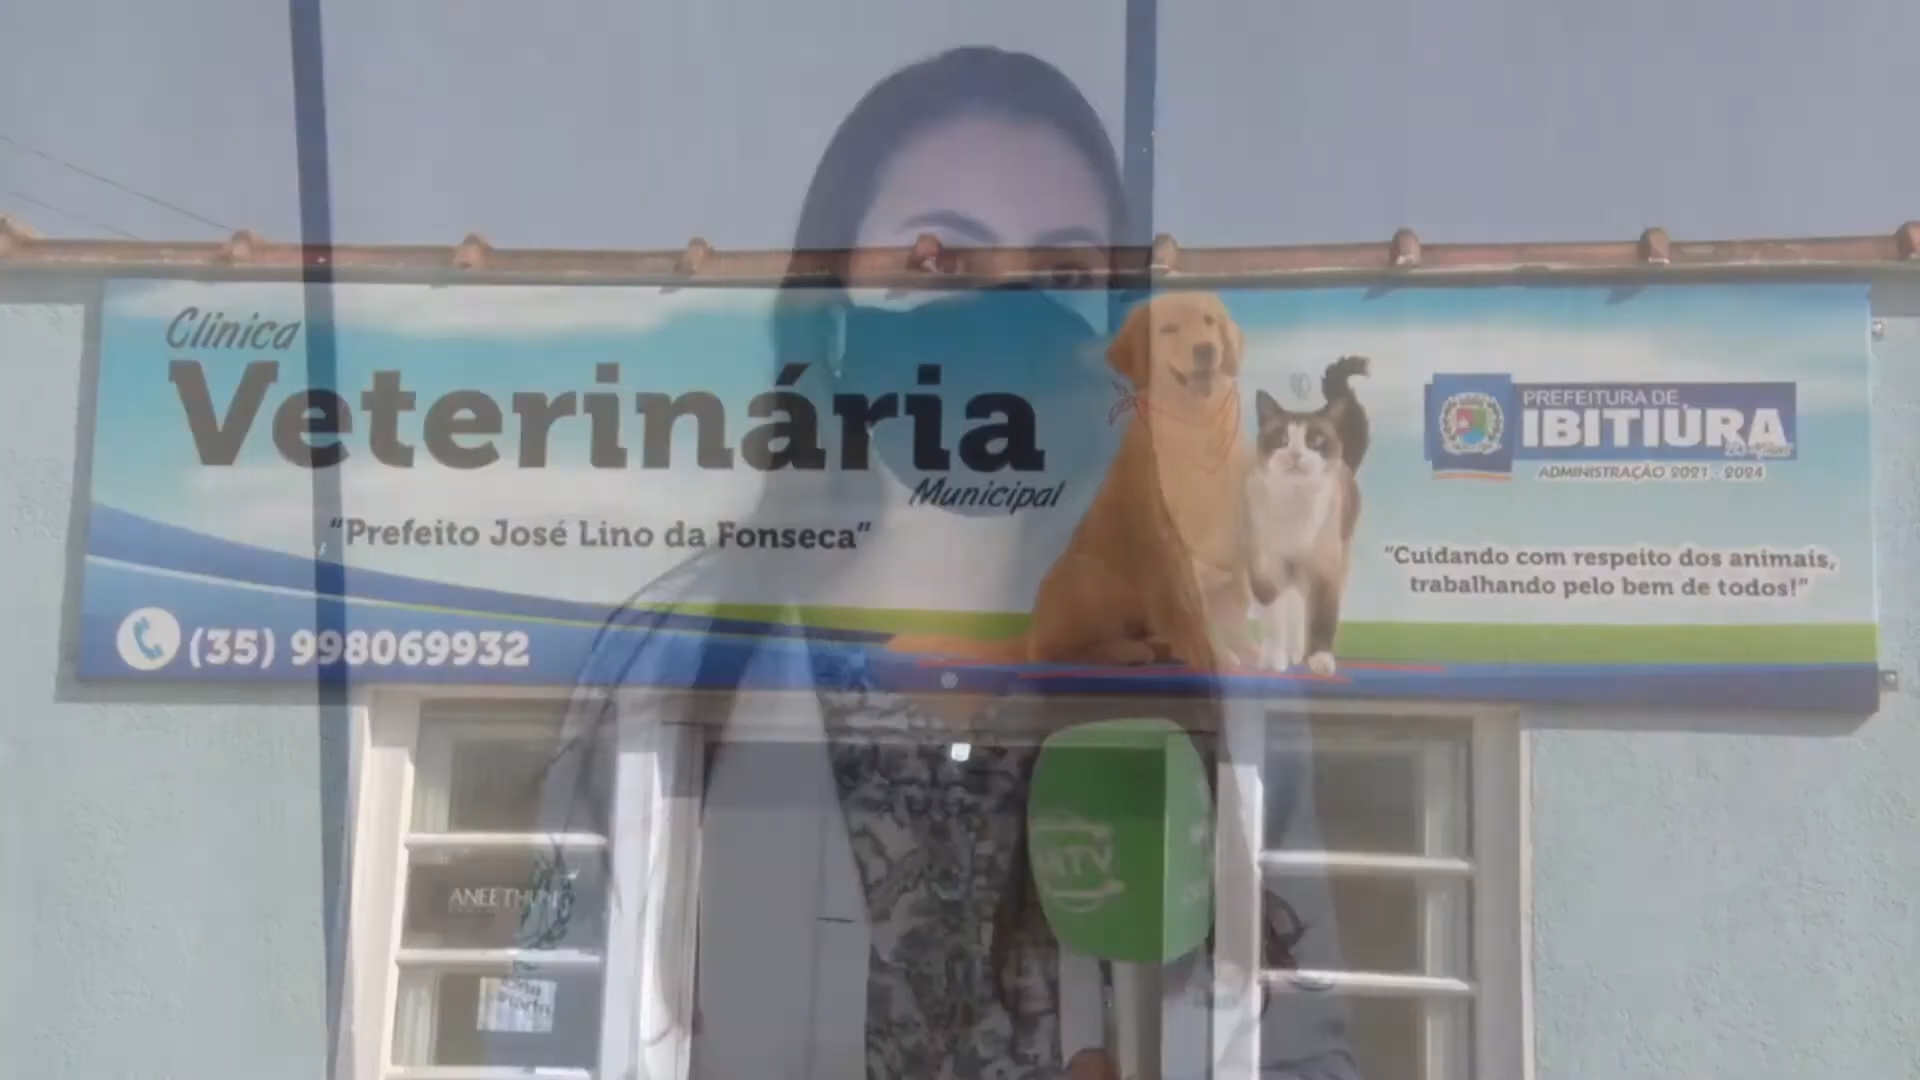 Clinica
Veterinária
Municipal
"Prefeito José Lino da Fonseca"
(35) 998069932
PREFEITURA DE
IBITIÚRA
ADMINISTRAÇÃO 2021 - 2024
"Cuidando com respeito dos animais,
trabalhando pelo bem de todos!"